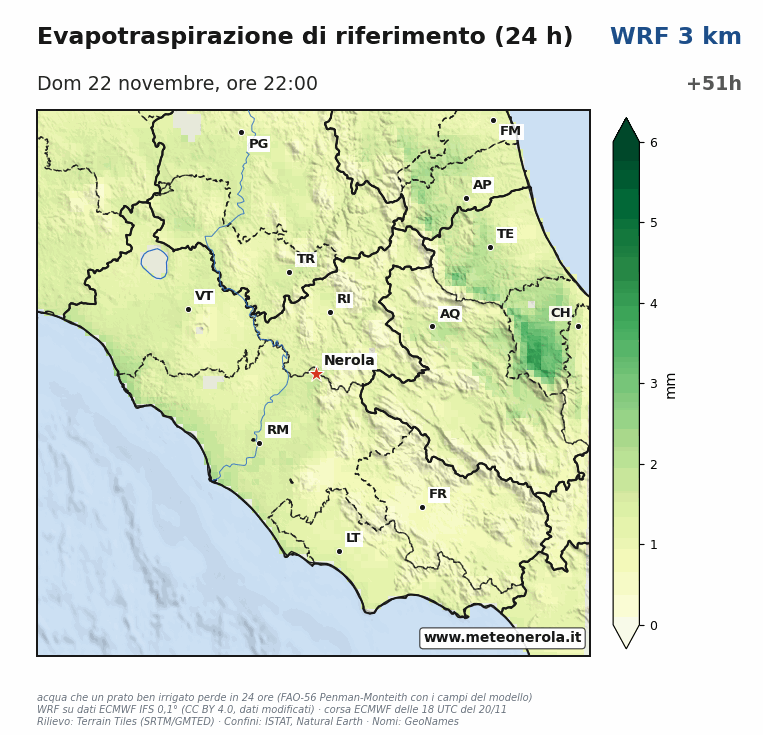 Evapotraspirazione di riferimento (24 h)
WRF 3 km
Dom 22 novembre, ore 22:00
+51h
FM
PG
AP
TE
TR
VT
RI
AQ
CH
Nerola
RM
FR
LT
www.meteonerola.it
6
5
4
3
2
1
0
mm
acqua che un prato ben irrigato perde in 24 ore (FAO-56 Penman-Monteith con i campi del modello)
WRF su dati ECMWF IFS 0,1° (CC BY 4.0, dati modificati) · corsa ECMWF delle 18 UTC del 20/11
Rilievo: Terrain Tiles (SRTM/GMTED) · Confini: ISTAT, Natural Earth · Nomi: GeoNames